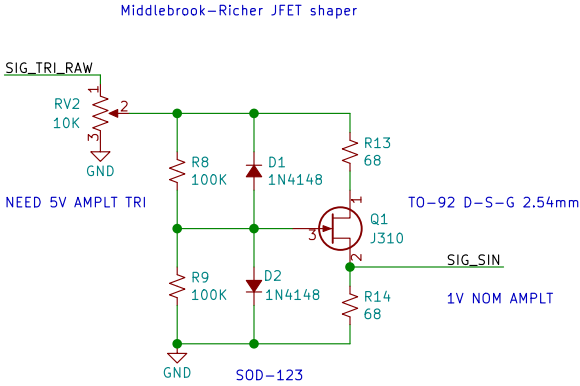 Middlebrook-Richer JFET shaper
SIG_TRI_RAW
1
RV2
10K
2
3
GND
R8
100K
D1
1N4148
R13
68
NEED 5V AMPLT TRI
TO-92 D-S-G 2.54mm
1
Q1
J310
3
2
SIG_SIN
R9
100K
D2
1N4148
R14
68
1V NOM AMPLT
GND
SOD-123